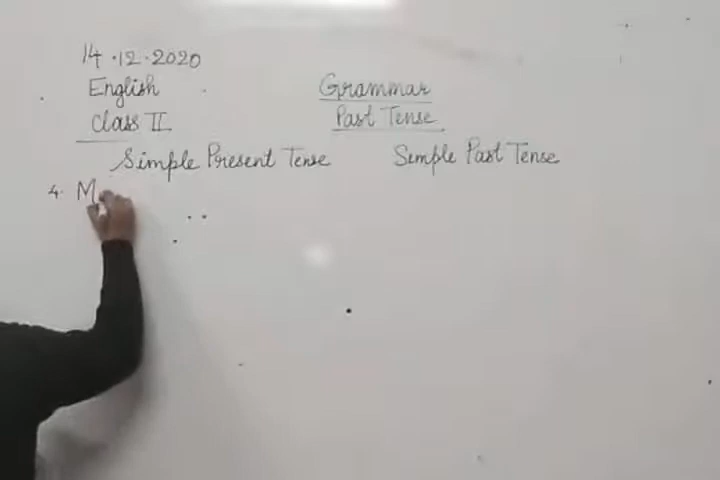 14.12.2020
English Grammar
Class II Past Tense
Simple Present Tense Simple Past Tense
4. M